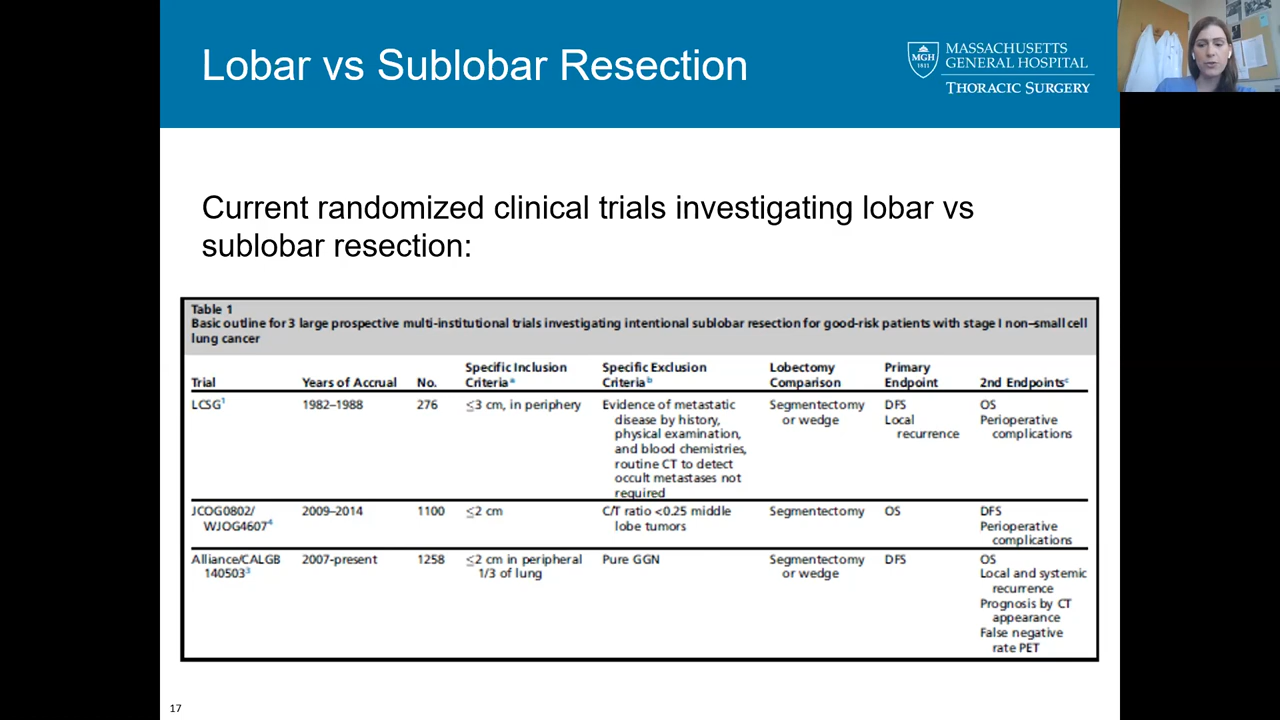 Lobar vs Sublobar Resection
MGH
1811
MASSACHUSETTS
GENERAL HOSPITAL
THORACIC SURGERY
Current randomized clinical trials investigating lobar vs
sublobar resection:
Table 1
Basic outline for 3 large prospective multi-institutional trials investigating intentional sublobar resection for good-risk patients with stage I non–small cell
lung cancer
Specific Inclusion Specific Exclusion Lobectomy Primary
Trial Years of Accrual No. Criteria a Criteria b Comparison Endpoint 2nd Endpoints c
LCSG1 1982–1988 276 ≤3 cm, in periphery Evidence of metastatic Segmentectomy DFS OS
disease by history, or wedge Local Perioperative
physical examination, recurrence complications
and blood chemistries,
routine CT to detect
occult metastases not
required
JCOG0802/ 2009–2014 1100 ≤2 cm C/T ratio <0.25 middle Segmentectomy OS DFS
WJOG46074 lobe tumors Perioperative
complications
Alliance/CALGB 2007-present 1258 ≤2 cm in peripheral Pure GGN Segmentectomy DFS OS
1405033 1/3 of lung or wedge Local and systemic
recurrence
Prognosis by CT
appearance
False negative
rate PET
17